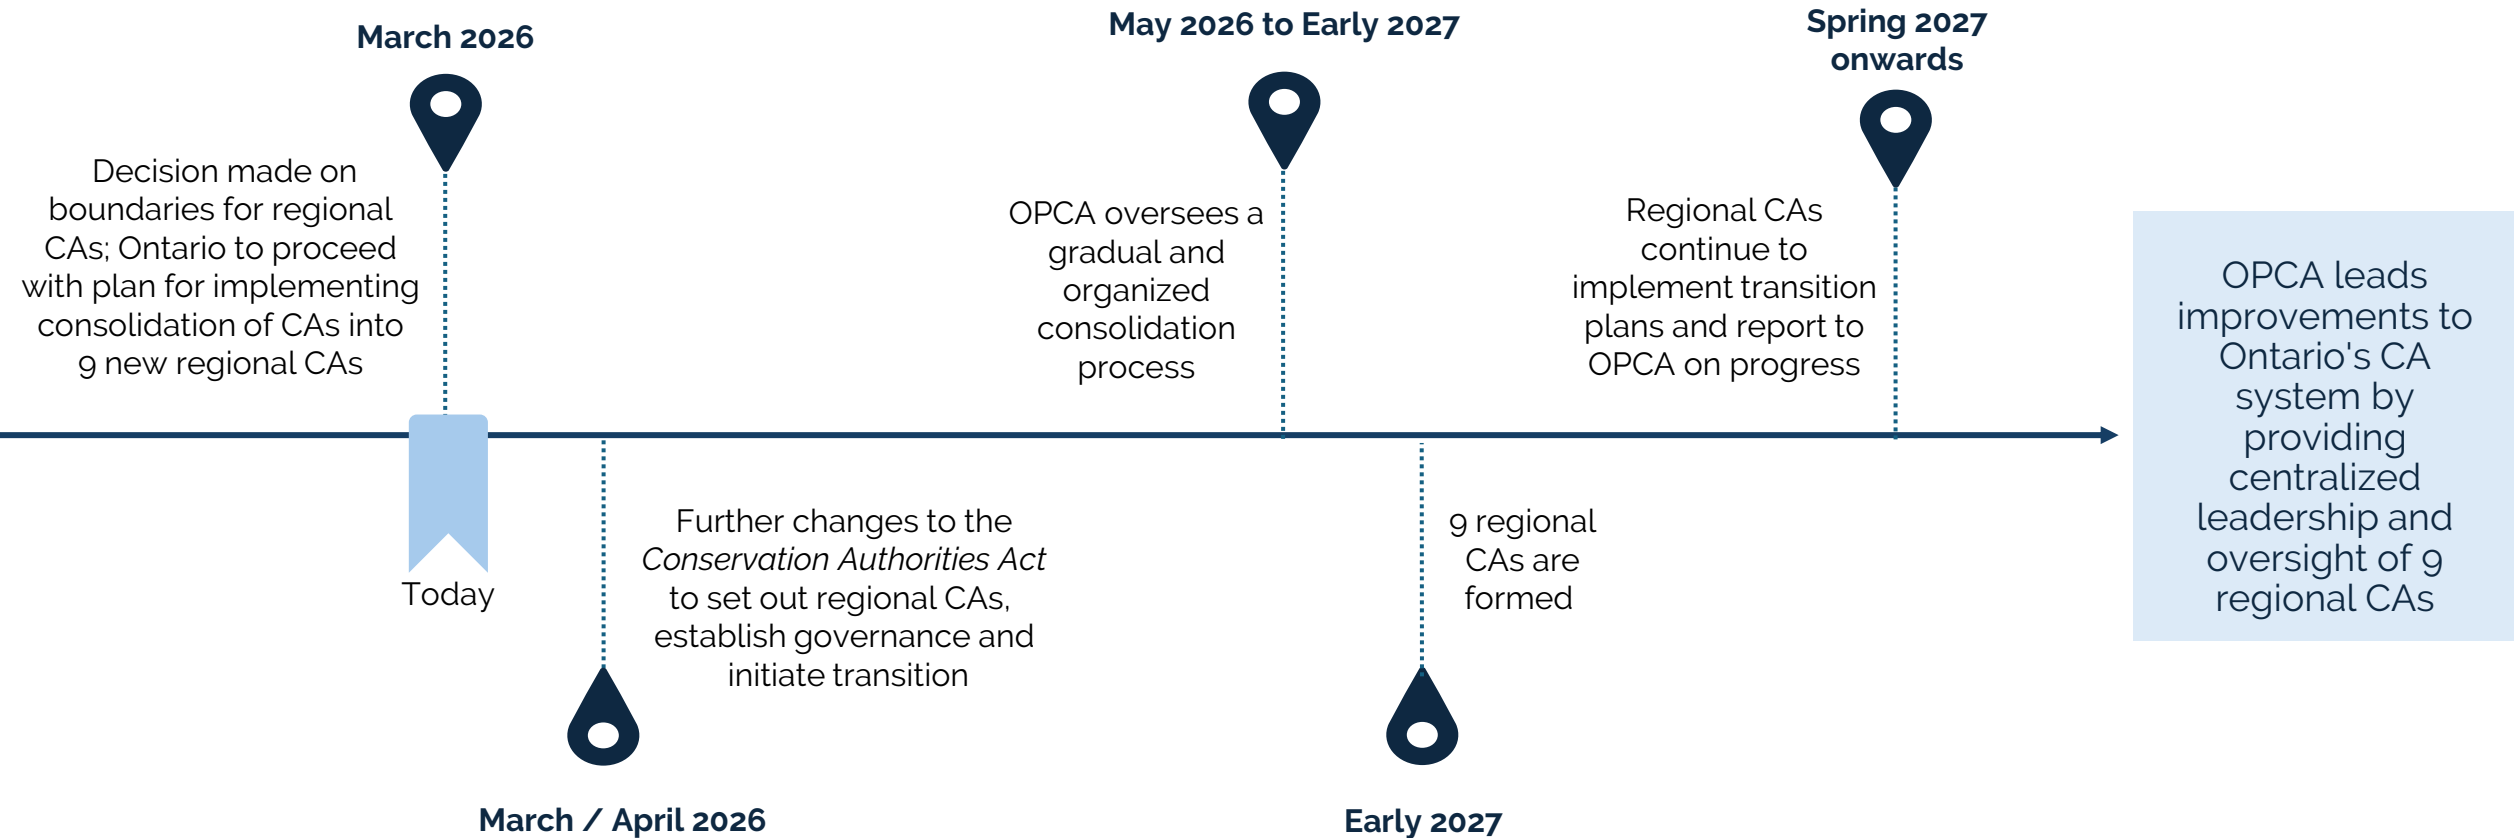 March 2026
Decision made on
boundaries for regional
CAs; Ontario to proceed
with plan for implementing
consolidation of CAs into
9 new regional CAs
Today
Further changes to the
Conservation Authorities Act
to set out regional CAs,
establish governance and
initiate transition
March / April 2026
May 2026 to Early 2027
OPCA oversees a
gradual and
organized
consolidation
process
9 regional
CAs are
formed
Early 2027
Spring 2027
onwards
Regional CAs
continue to
implement transition
plans and report to
OPCA on progress
OPCA leads
improvements to
Ontario's CA
system by
providing
centralized
leadership and
oversight of 9
regional CAs